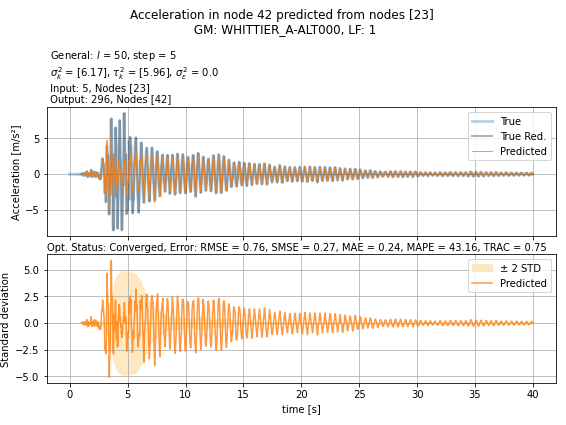 Acceleration in node 42 predicted from nodes [23]
GM: WHITTIER_A-ALT000, LF: 1
General: l = 50, step = 5
σ²ₖ = [6.17], τ²ₖ = [5.96], σ²ε = 0.0
Input: 5, Nodes [23]
Output: 296, Nodes [42]
Acceleration [m/s²]
5
0
−5
True
True Red.
Predicted
Opt. Status: Converged, Error: RMSE = 0.76, SMSE = 0.27, MAE = 0.24, MAPE = 43.16, TRAC = 0.75
Standard deviation
5.0
2.5
0.0
−2.5
−5.0
± 2 STD
Predicted
0 5 10 15 20 25 30 35 40
time [s]